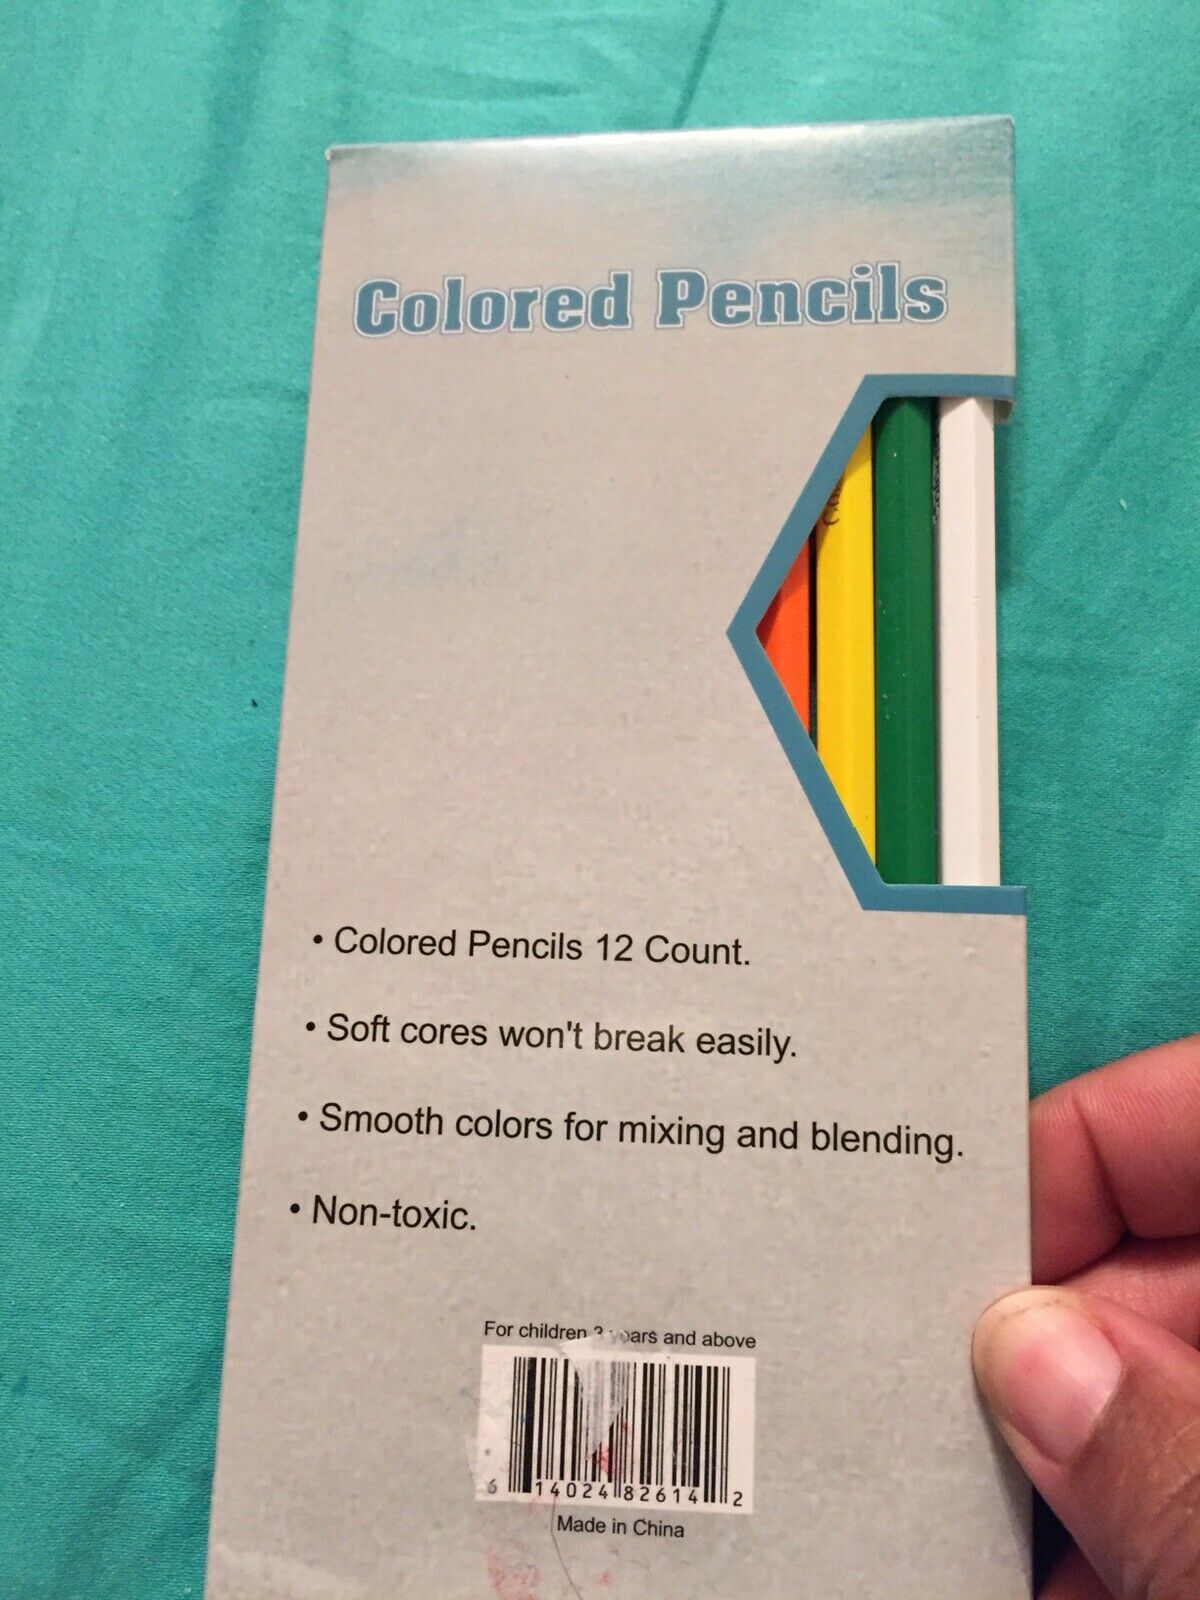 Colored Pencils
• Colored Pencils 12 Count.
• Soft cores won't break easily.
• Smooth colors for mixing and blending.
• Non-toxic.
For children 3 years and above
6 14024 82614 2
Made in China